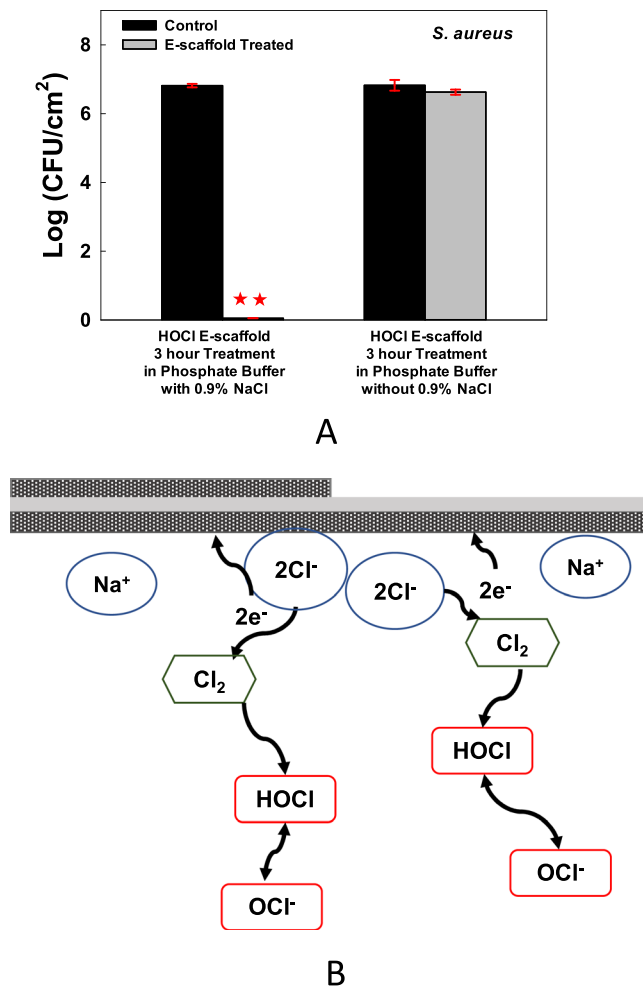 Control
E-scaffold Treated
S. aureus
Log (CFU/cm²)
8
6
4
2
0
★ ★
HOCl E-scaffold
3 hour Treatment
in Phosphate Buffer
with 0.9% NaCl
HOCl E-scaffold
3 hour Treatment
in Phosphate Buffer
without 0.9% NaCl
A
Na⁺
2Cl⁻
2Cl⁻
Na⁺
2e⁻
2e⁻
Cl₂
Cl₂
HOCl
HOCl
OCl⁻
OCl⁻
B